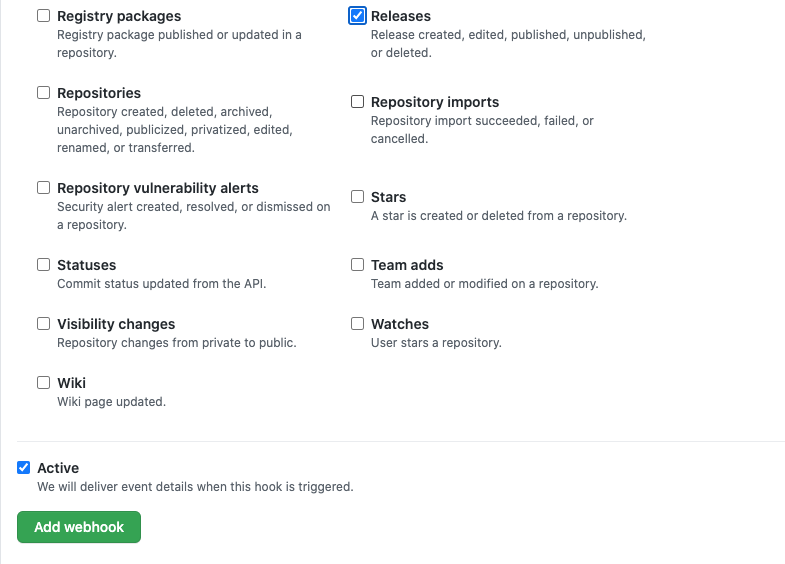 Registry packages
Registry package published or updated in a
repository.
Releases
Release created, edited, published, unpublished,
or deleted.
Repositories
Repository created, deleted, archived,
unarchived, publicized, privatized, edited,
renamed, or transferred.
Repository imports
Repository import succeeded, failed, or
cancelled.
Repository vulnerability alerts
Security alert created, resolved, or dismissed on
a repository.
Stars
A star is created or deleted from a repository.
Statuses
Commit status updated from the API.
Team adds
Team added or modified on a repository.
Visibility changes
Repository changes from private to public.
Watches
User stars a repository.
Wiki
Wiki page updated.
Active
We will deliver event details when this hook is triggered.
Add webhook